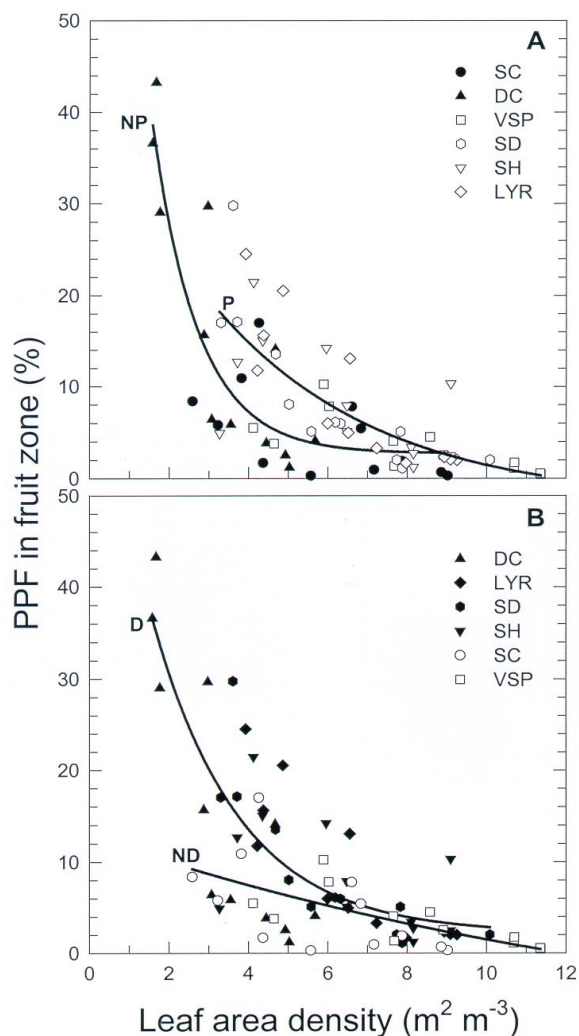 PPF in fruit zone (%)
50
40
30
20
10
0
A
SC
DC
VSP
SD
SH
LYR
NP
P
50
40
30
20
10
0
B
DC
LYR
SD
SH
SC
VSP
D
ND
0 2 4 6 8 10 12
Leaf area density (m² m⁻³)